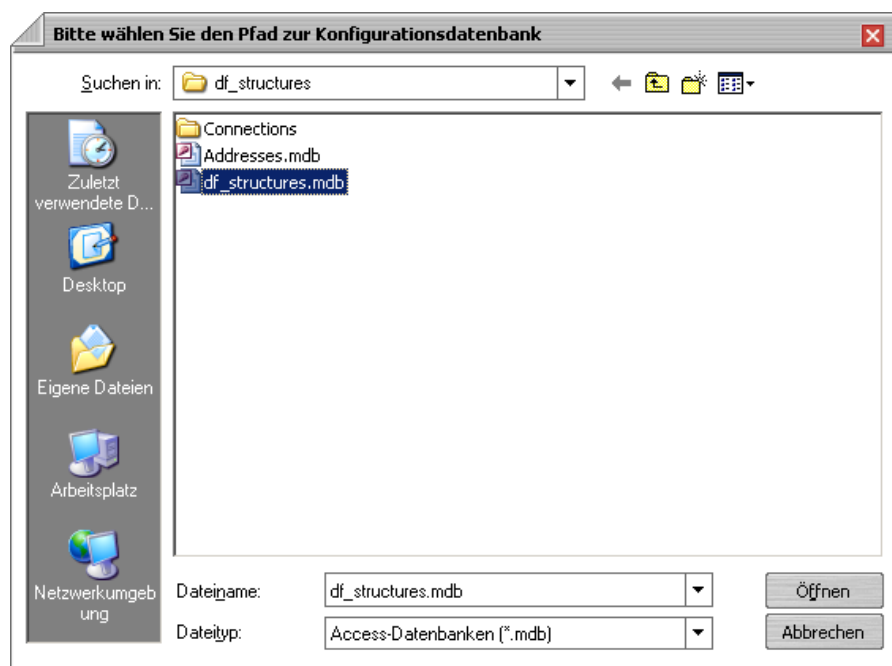 Bitte wählen Sie den Pfad zur Konfigurationsdatenbank
Suchen in:
df_structures
Zuletzt
verwendete D...
Desktop
Eigene Dateien
Arbeitsplatz
Netzwerkumgeb
ung
Connections
Addresses.mdb
df_structures.mdb
Dateiname:
df_structures.mdb
Öffnen
Dateityp:
Access-Datenbanken (*.mdb)
Abbrechen